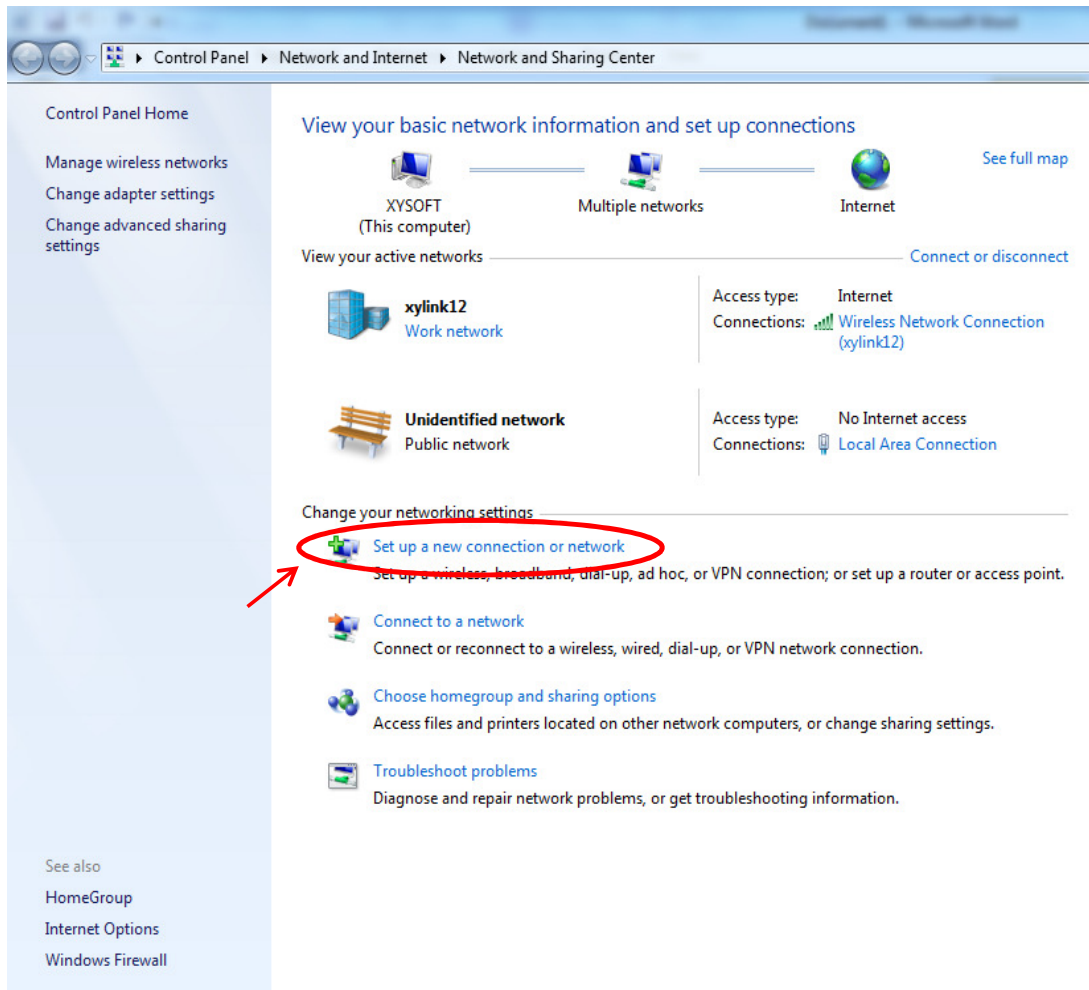 Control Panel ▸ Network and Internet ▸ Network and Sharing Center
Control Panel Home
Manage wireless networks
Change adapter settings
Change advanced sharing
settings
View your basic network information and set up connections
See full map
XYSOFT
(This computer)
Multiple networks
Internet
View your active networks
Connect or disconnect
xylink12
Work network
Access type: Internet
Connections: Wireless Network Connection
(xylink12)
Unidentified network
Public network
Access type: No Internet access
Connections: Local Area Connection
Change your networking settings
Set up a new connection or network
Set up a wireless, broadband, dial-up, ad hoc, or VPN connection; or set up a router or access point.
Connect to a network
Connect or reconnect to a wireless, wired, dial-up, or VPN network connection.
Choose homegroup and sharing options
Access files and printers located on other network computers, or change sharing settings.
Troubleshoot problems
Diagnose and repair network problems, or get troubleshooting information.
See also
HomeGroup
Internet Options
Windows Firewall